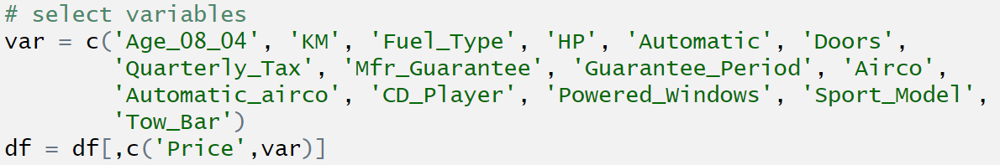 # select variables
var = c('Age_08_04', 'KM', 'Fuel_Type', 'HP', 'Automatic', 'Doors',
        'Quarterly_Tax', 'Mfr_Guarantee', 'Guarantee_Period', 'Airco',
        'Automatic_airco', 'CD_Player', 'Powered_Windows', 'Sport_Model',
        'Tow_Bar')
df = df[,c('Price',var)]